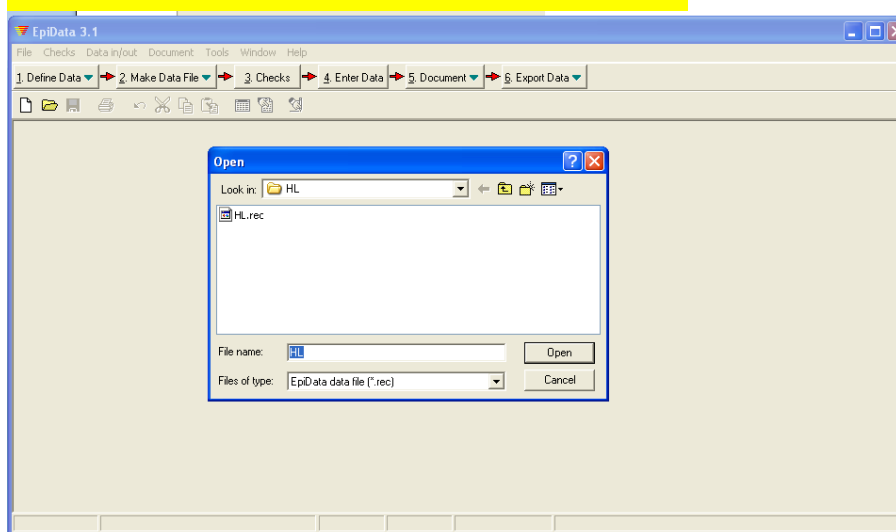 EpiData 3.1
File Checks Data in/out Document Tools Window Help
1. Define Data 2. Make Data File 3. Checks 4. Enter Data 5. Document 6. Export Data
Open
Look in: HL
HL.rec
File name: HL Open
Files of type: EpiData data file (*.rec) Cancel